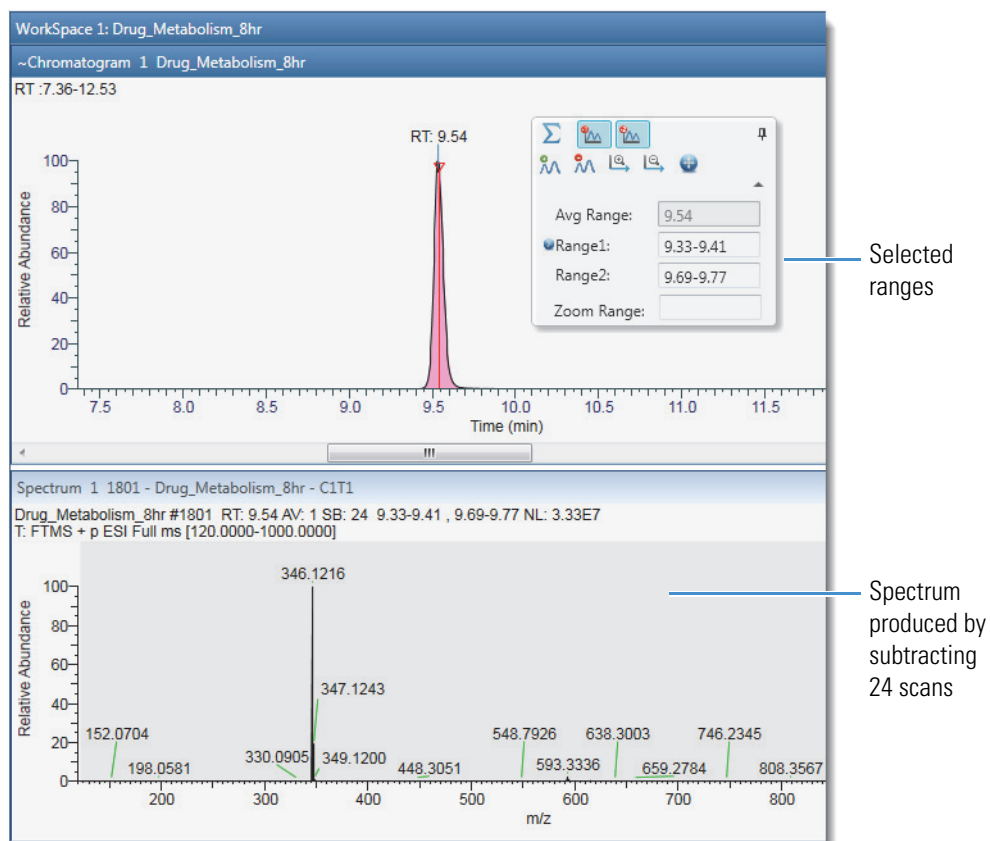 WorkSpace 1: Drug_Metabolism_8hr
~Chromatogram 1 Drug_Metabolism_8hr
RT :7.36-12.53
RT: 9.54
100
80
60
40
20
0
Relative Abundance
7.5 8.0 8.5 9.0 9.5 10.0 10.5 11.0 11.5
Time (min)
Avg Range: 9.54
Range1: 9.33-9.41
Range2: 9.69-9.77
Zoom Range:
Selected
ranges
Spectrum 1 1801 - Drug_Metabolism_8hr - C1T1
Drug_Metabolism_8hr #1801 RT: 9.54 AV: 1 SB: 24 9.33-9.41 , 9.69-9.77 NL: 3.33E7
T: FTMS + p ESI Full ms [120.0000-1000.0000]
346.1216
100
80
60
40
20
0
Relative Abundance
347.1243
152.0704
548.7926
638.3003
746.2345
198.0581
330.0905
349.1200
448.3051
593.3336
659.2784
808.3567
200 300 400 500 600 700 800
m/z
Spectrum
produced by
subtracting
24 scans